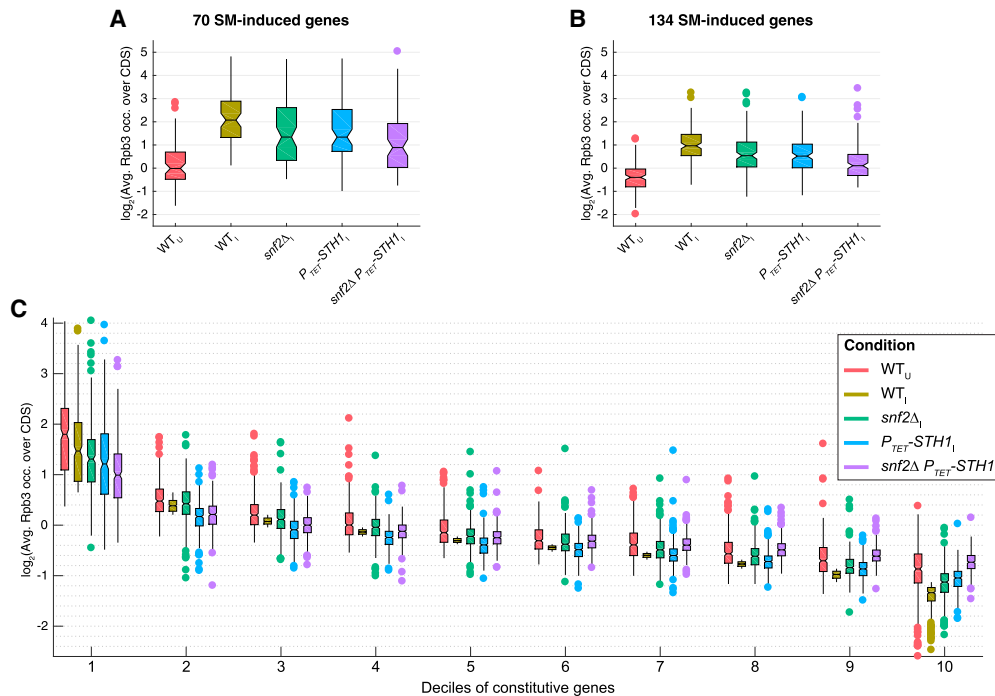 A
70 SM-induced genes
log2(Avg. Rpb3 occ. over CDS)
5
4
3
2
1
0
-1
-2
WTU
WTI
snf2ΔI
PTET-STH1I
snf2Δ PTET-STH1I
B
134 SM-induced genes
log2(Avg. Rpb3 occ. over CDS)
5
4
3
2
1
0
-1
-2
WTU
WTI
snf2ΔI
PTET-STH1I
snf2Δ PTET-STH1I
C
log2(Avg. Rpb3 occ. over CDS)
4
3
2
1
0
-1
-2
1 2 3 4 5 6 7 8 9 10
Deciles of constitutive genes
Condition
WTU
WTI
snf2ΔI
PTET-STH1I
snf2Δ PTET-STH1